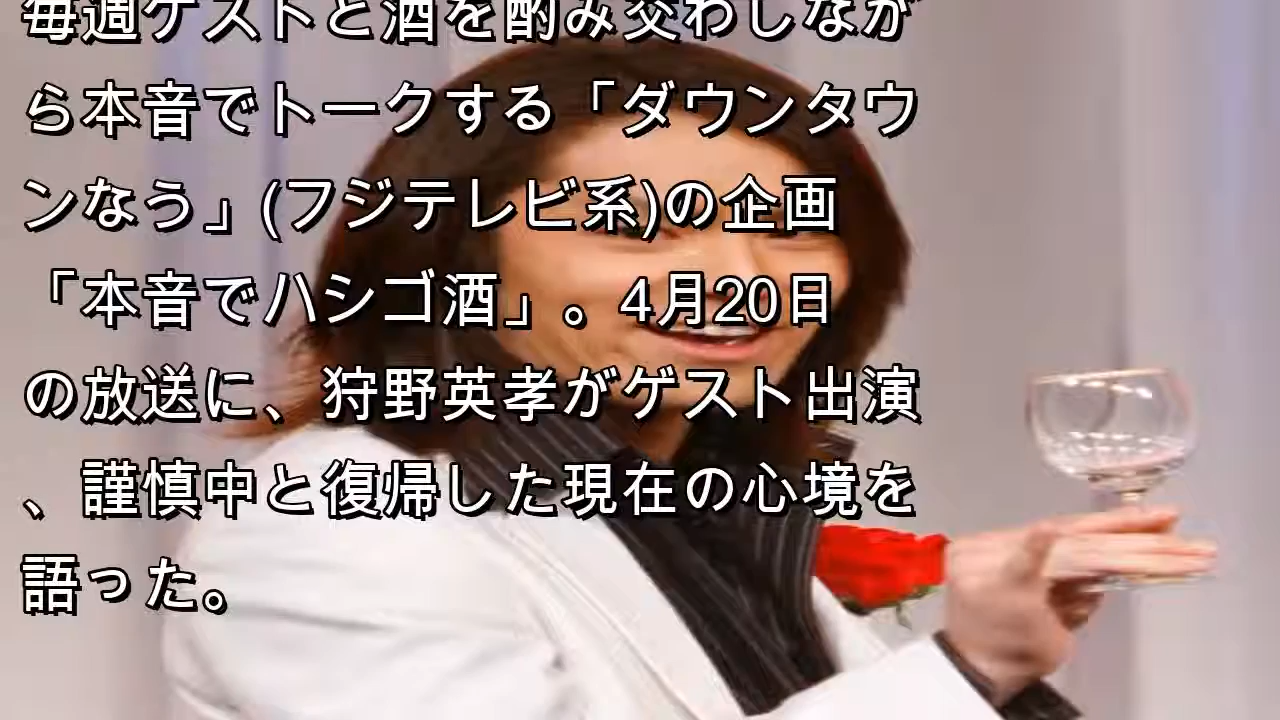 毎週ゲストと酒を酌み交わしなが
ら本音でトークする「ダウンタウ
ンなう」(フジテレビ系)の企画
「本音でハシゴ酒」。4月20日
の放送に、狩野英孝がゲスト出演
、謹慎中と復帰した現在の心境を
語った。